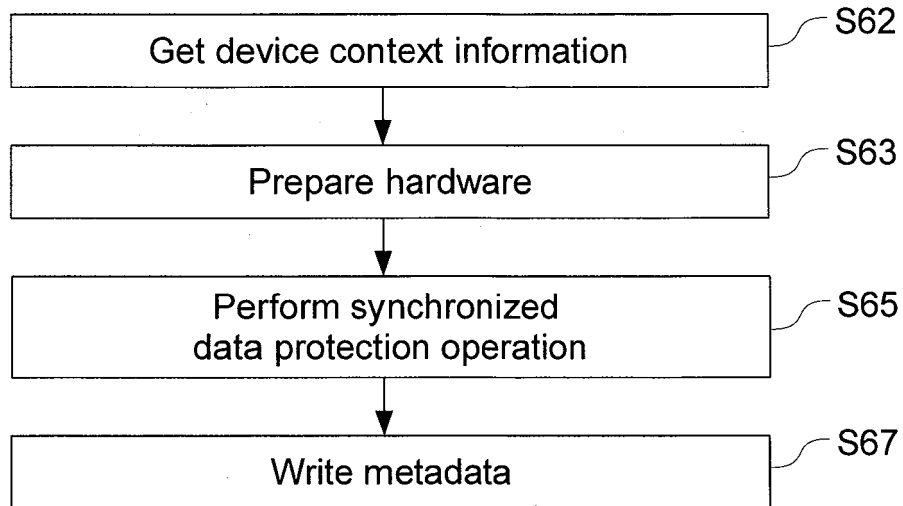 Get device context information
S62
Prepare hardware
S63
Perform synchronized
data protection operation
S65
Write metadata
S67